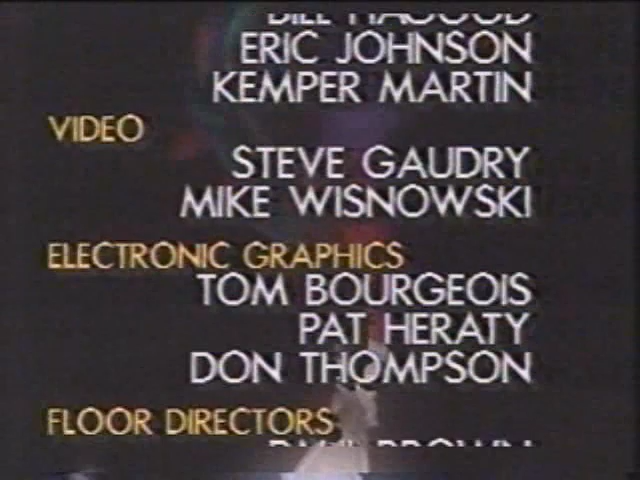 ERIC JOHNSON
KEMPER MARTIN
VIDEO
STEVE GAUDRY
MIKE WISNOWSKI
ELECTRONIC GRAPHICS
TOM BOURGEOIS
PAT HERATY
DON THOMPSON
FLOOR DIRECTORS